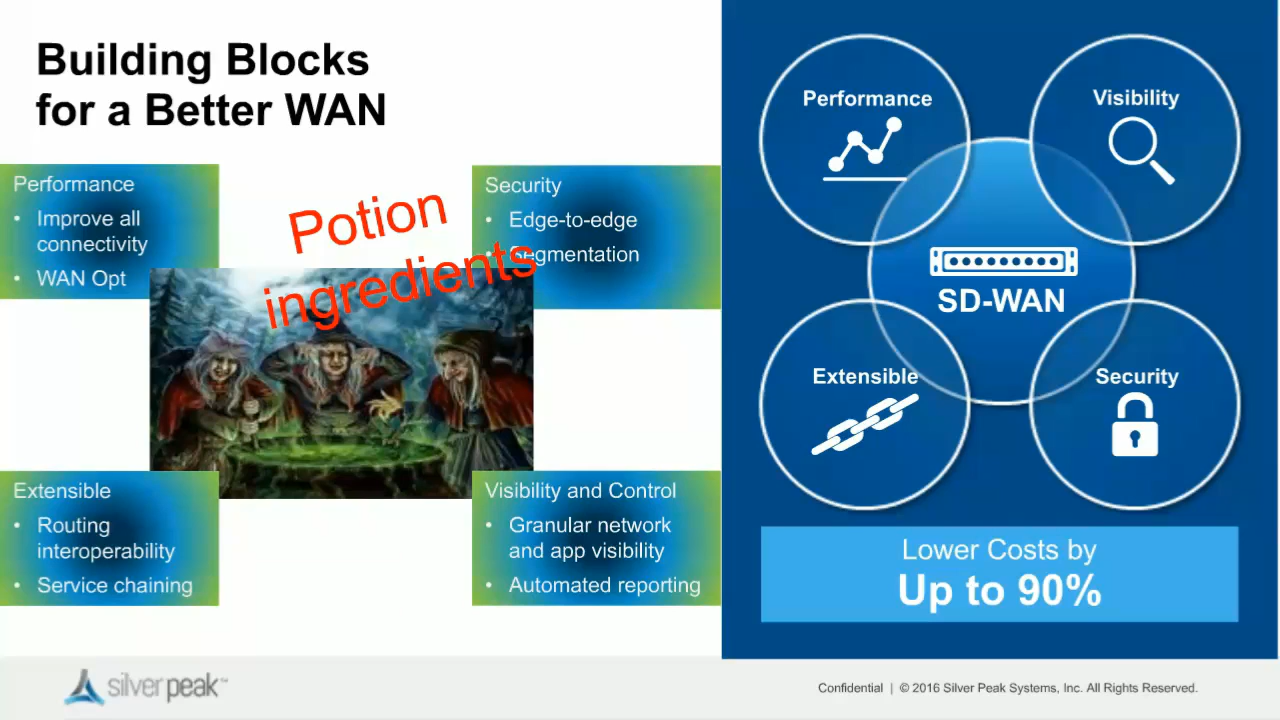 Building Blocks
for a Better WAN
Performance
• Improve all
connectivity
• WAN Opt
Potion
ingredients
Security
• Edge-to-edge
• Segmentation
Extensible
• Routing
interoperability
• Service chaining
Visibility and Control
• Granular network
and app visibility
• Automated reporting
Performance
Visibility
SD-WAN
Extensible
Security
Lower Costs by
Up to 90%
silver peak™
Confidential | © 2016 Silver Peak Systems, Inc. All Rights Reserved.